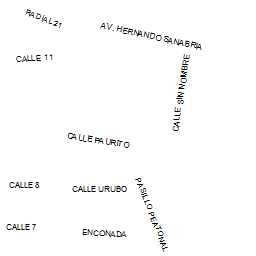 RADIAL 21
AV. HERNANDO SANABRIA
CALLE 11
CALLE SIN NOMBRE
CALLE PAURITO
CALLE 8
CALLE URUBO
PASILLO PEATONAL
CALLE 7
ENCONADA